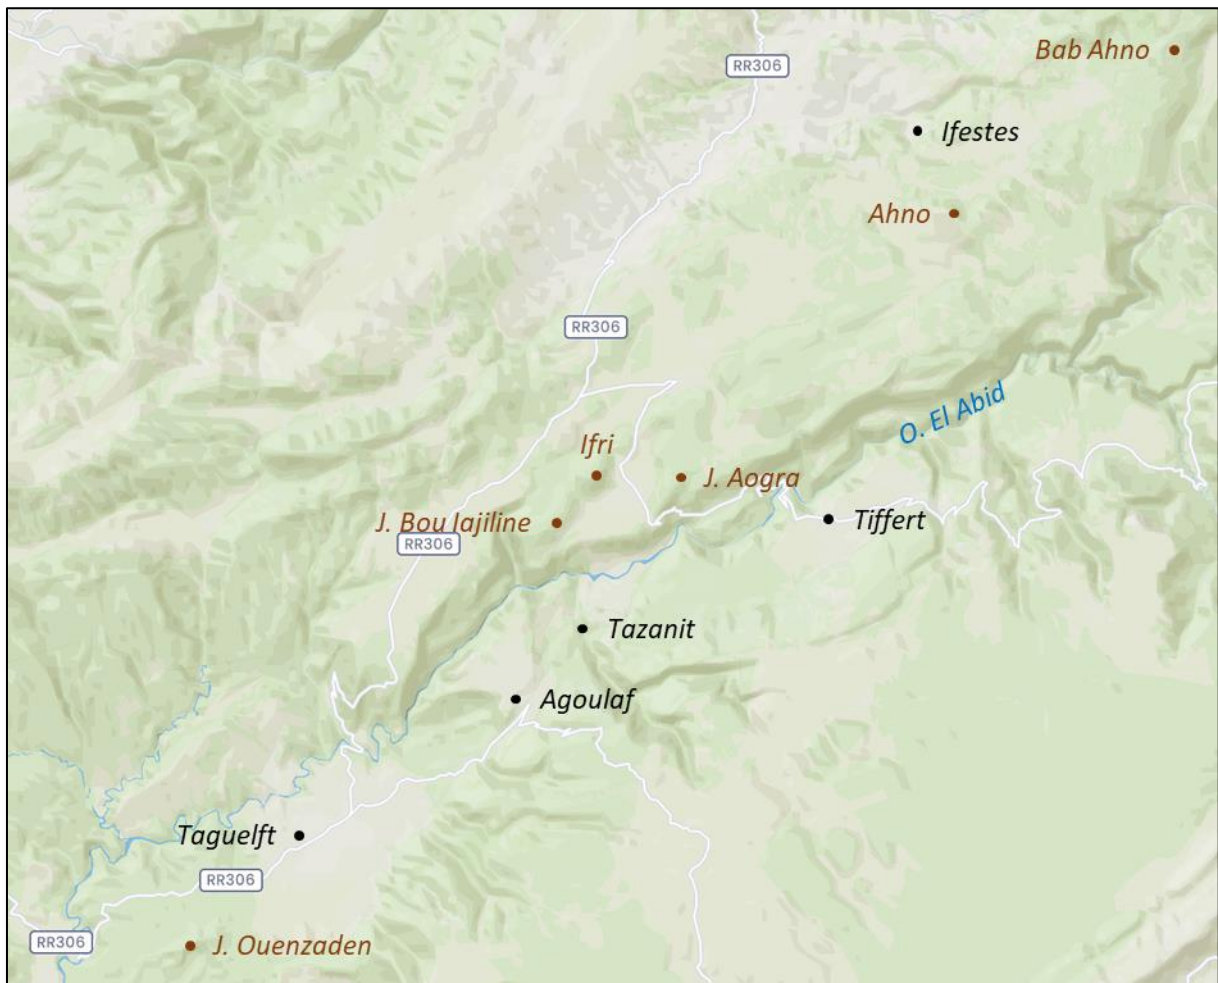 Bab Ahno
RR306
Ifestes
Ahno
RR306
O. El Abid
Ifri
J. Aogra
J. Bou Iajiline
Tiffert
RR306
Tazanit
Agoulaf
Taguelft
RR306
RR306
J. Ouenzaden